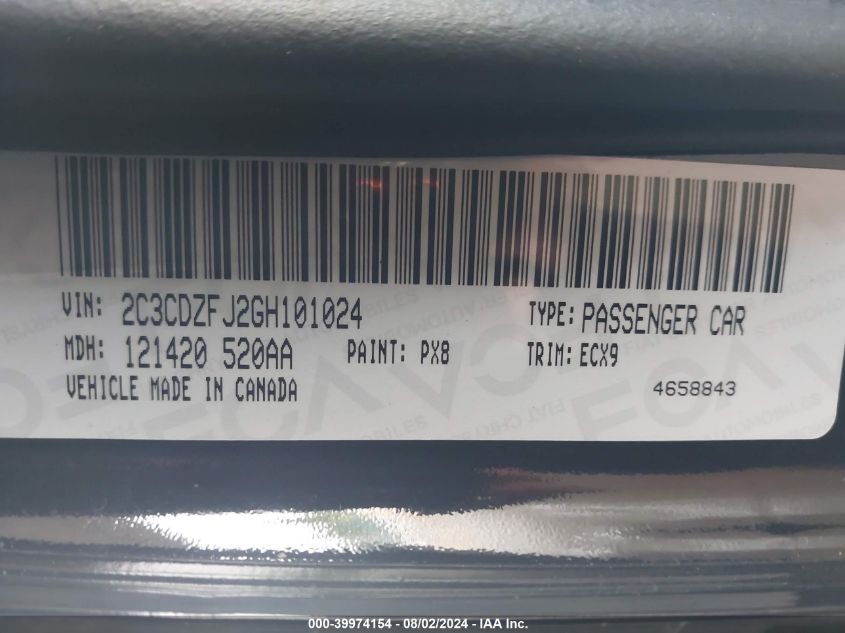 VIN: 2C3CDZFJ2GH101024 TYPE: PASSENGER CAR
MDH: 121420 520AA PAINT: PX8 TRIM: ECX9
VEHICLE MADE IN CANADA 4658843
000-39974154 - 08/02/2024 - IAA Inc.